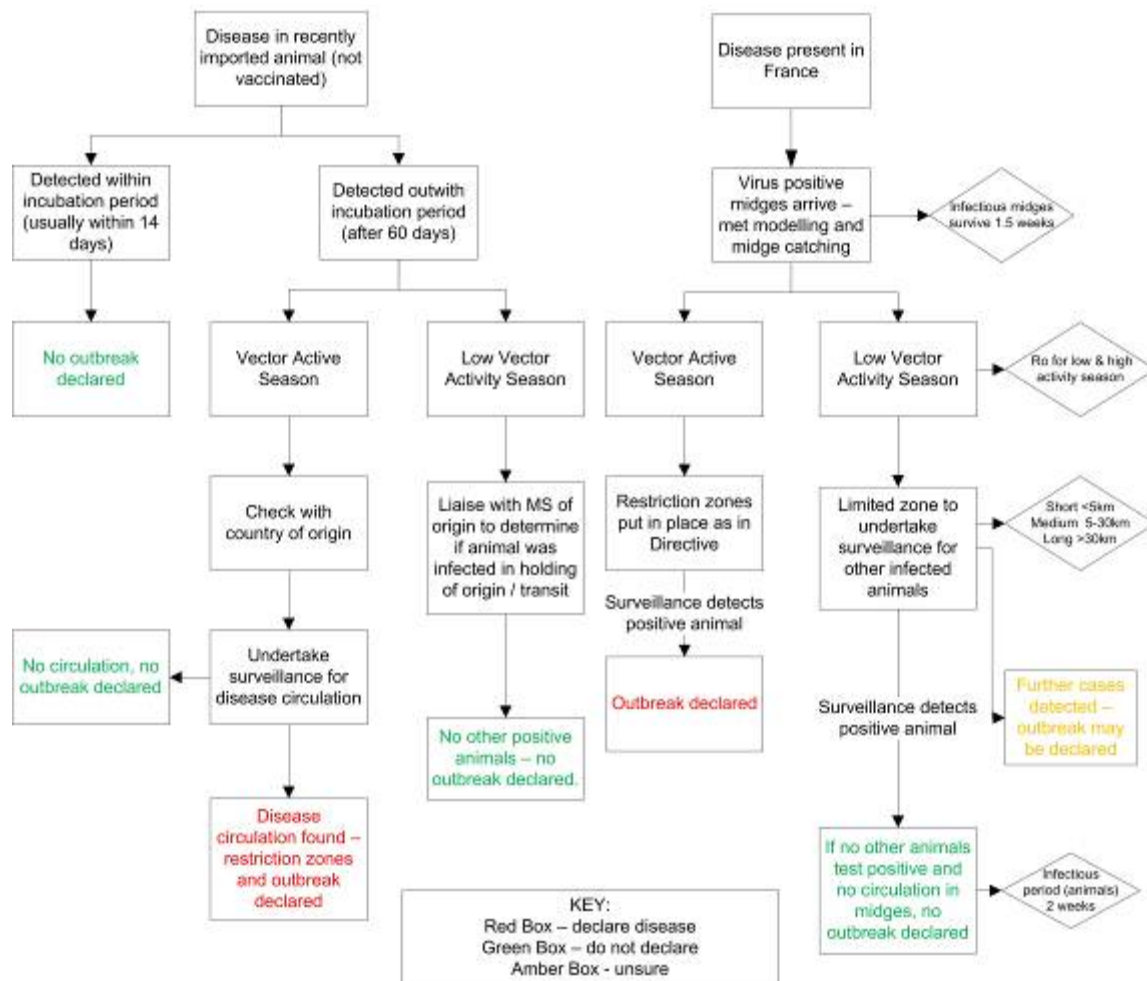 Disease in recently
imported animal (not
vaccinated)
Disease present in
France
Detected within
incubation period
(usually within 14
days)
Detected outwith
incubation period
(after 60 days)
Virus positive
midges arrive –
met modelling and
midge catching
Infectious midges
survive 1.5 weeks
No outbreak
declared
Vector Active
Season
Low Vector
Activity Season
Vector Active
Season
Low Vector
Activity Season
Ro for low & high
activity season
Check with
country of origin
Liaise with MS of
origin to determine
if animal was
infected in holding
of origin / transit
Restriction zones
put in place as in
Directive
Limited zone to
undertake
surveillance for
other infected
animals
Short <5km
Medium 5-30km
Long >30km
Surveillance detects
positive animal
No circulation, no
outbreak declared
Undertake
surveillance for
disease circulation
Outbreak declared
Surveillance detects
positive animal
Further cases
detected –
outbreak may
be declared
No other positive
animals – no
outbreak declared.
Disease
circulation found –
restriction zones
and outbreak
declared
If no other animals
test positive and
no circulation in
midges, no
outbreak declared
Infectious
period (animals)
2 weeks
KEY:
Red Box – declare disease
Green Box – do not declare
Amber Box - unsure